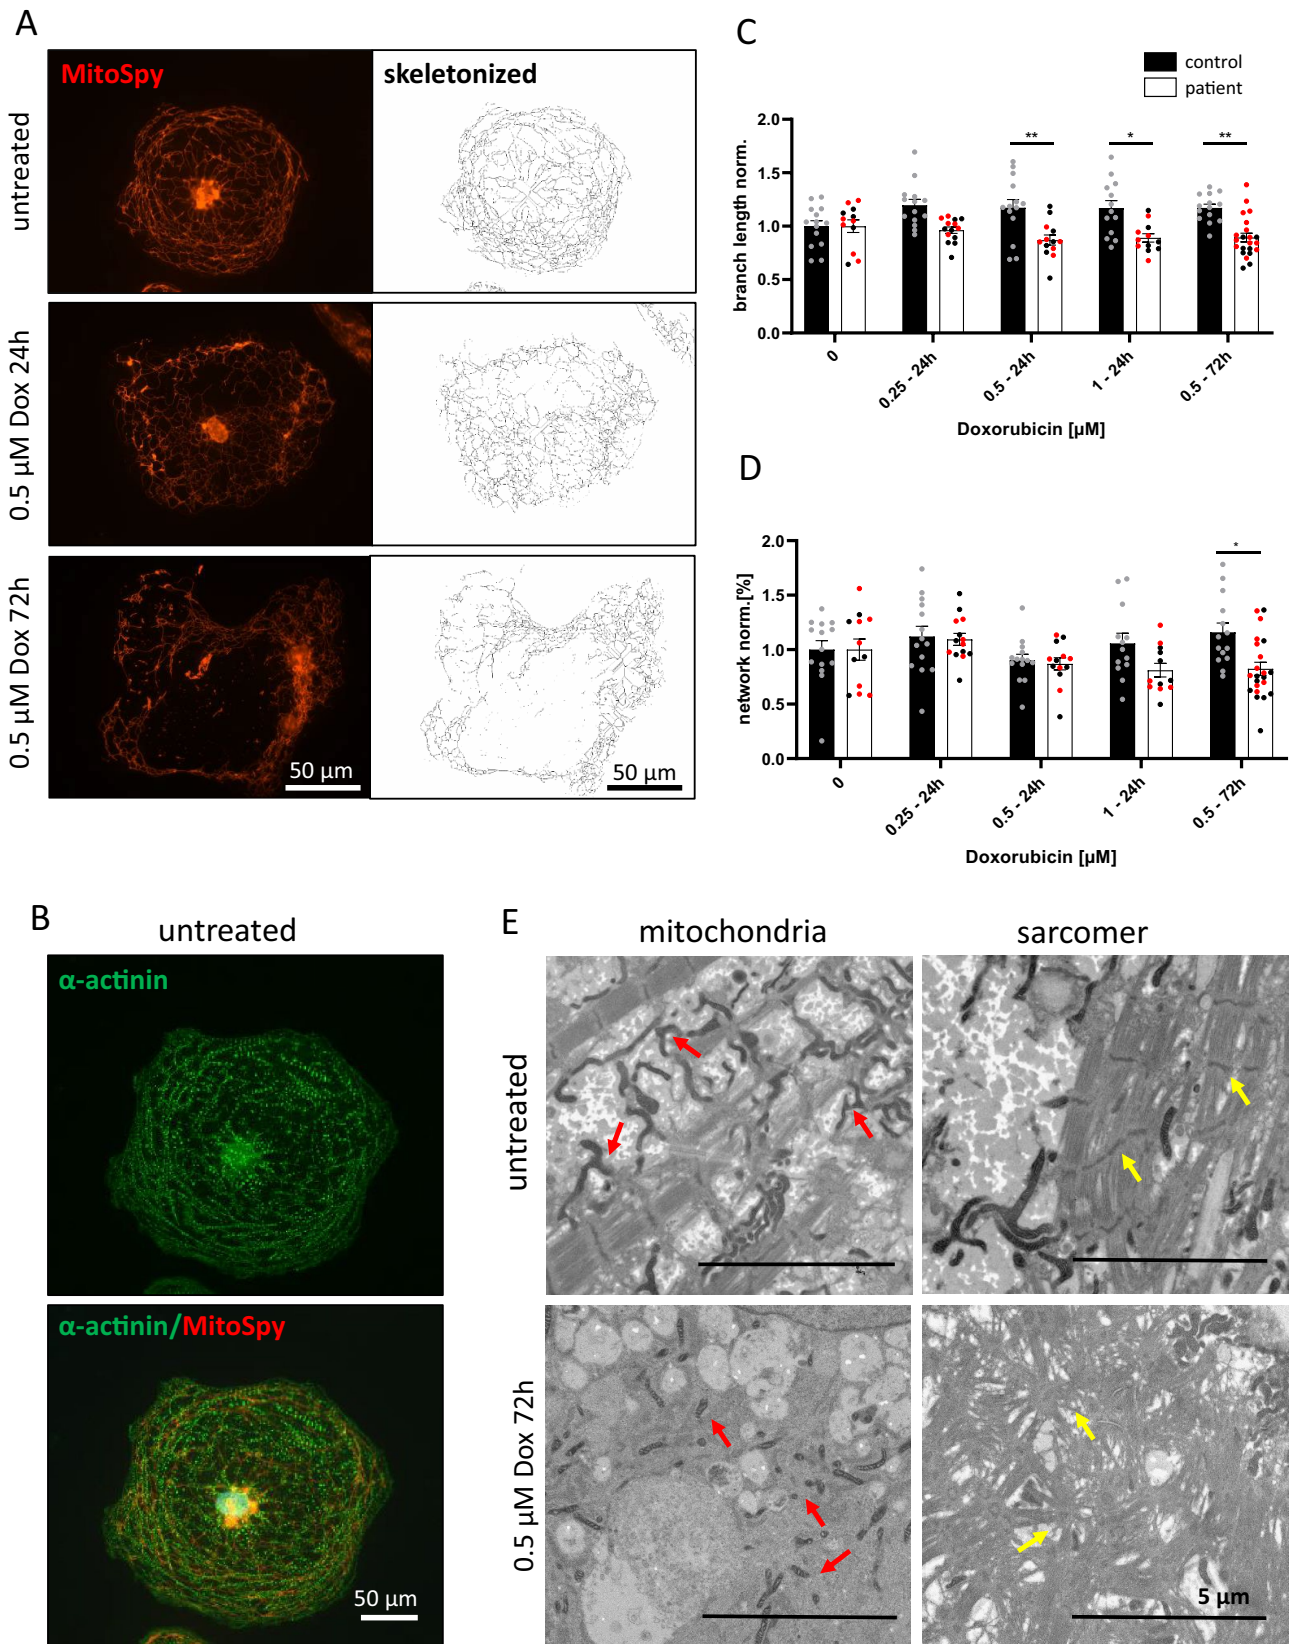 A
MitoSpy
skeletonized
untreated
0.5 µM Dox 24h
0.5 µM Dox 72h
50 µm
50 µm
C
control
patient
branch length norm.
2.0
1.5
1.0
0.5
0.0
**
*
**
0
0.25 - 24h
0.5 - 24h
1 - 24h
0.5 - 72h
Doxorubicin [µM]
D
network norm.[%]
2.0
1.5
1.0
0.5
0.0
*
0
0.25 - 24h
0.5 - 24h
1 - 24h
0.5 - 72h
Doxorubicin [µM]
B
untreated
α-actinin
α-actinin/MitoSpy
50 µm
E
mitochondria
sarcomer
untreated
0.5 µM Dox 72h
5 µm